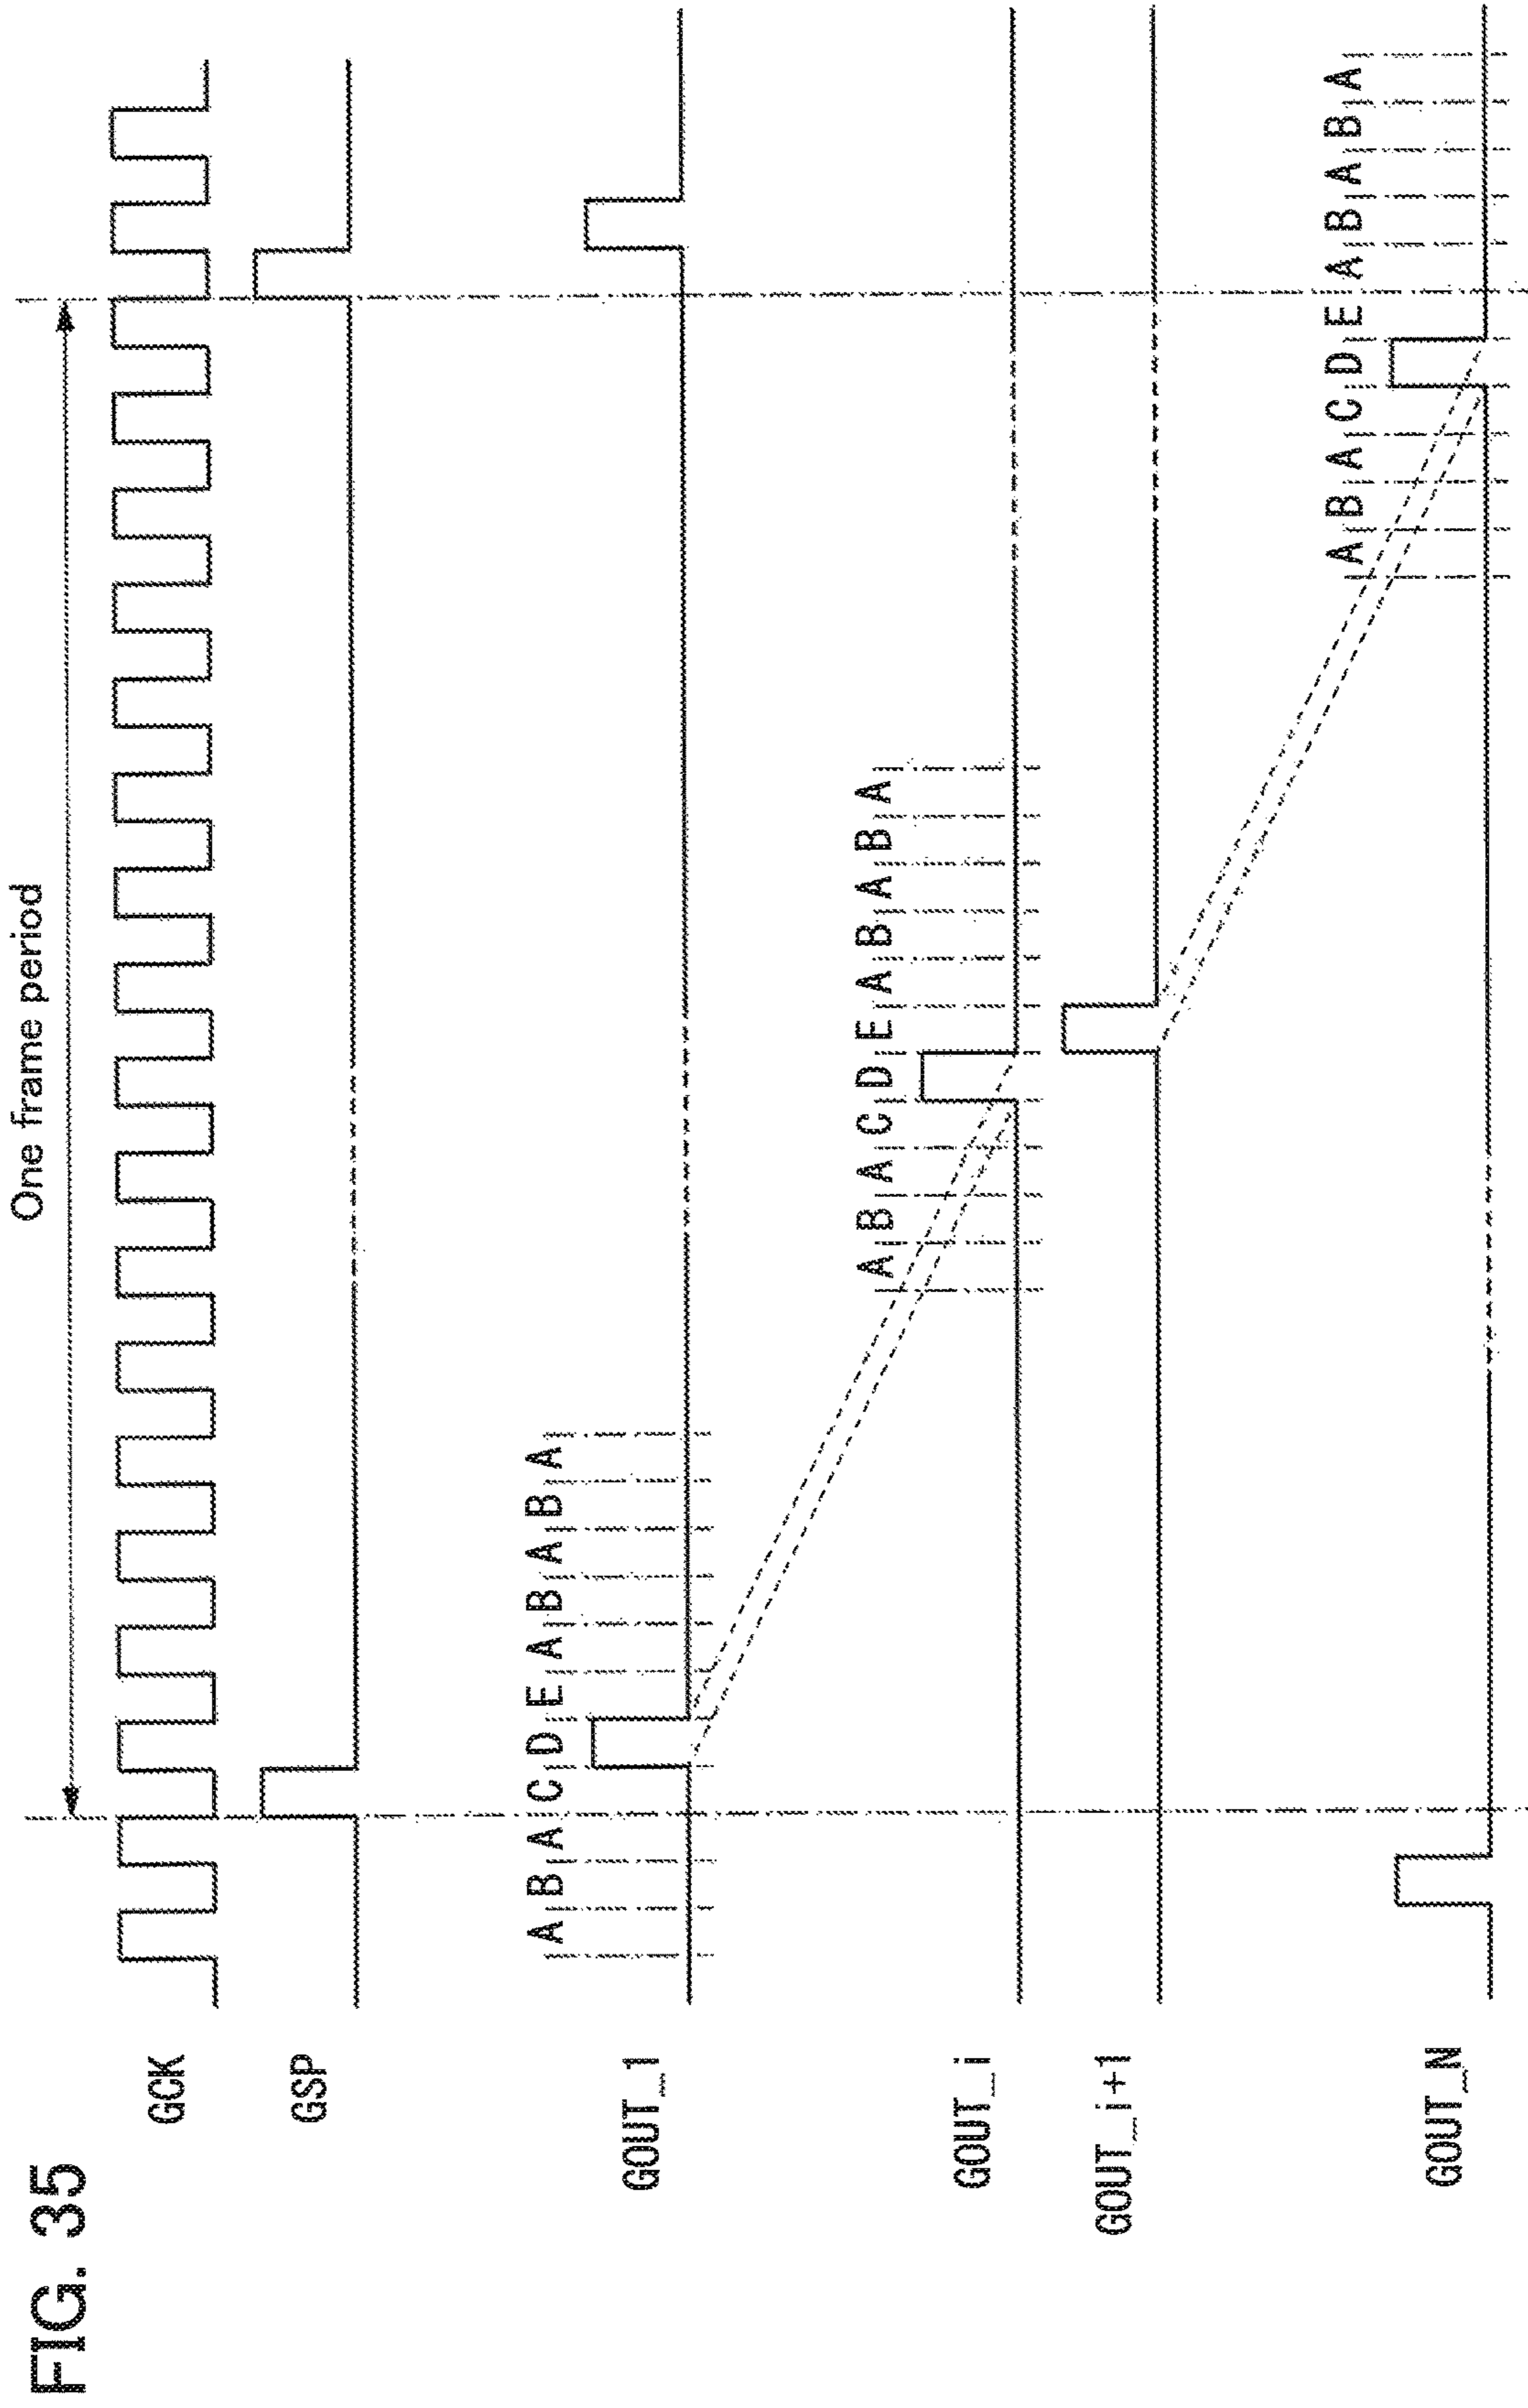 FIG. 35
One frame period
GCK
GSP
GOUT_1
A B A C D E A B A B A
GOUT_i
A B A C D E A B A B A
GOUT_i+1
GOUT_N
A B A C D E A B A B A